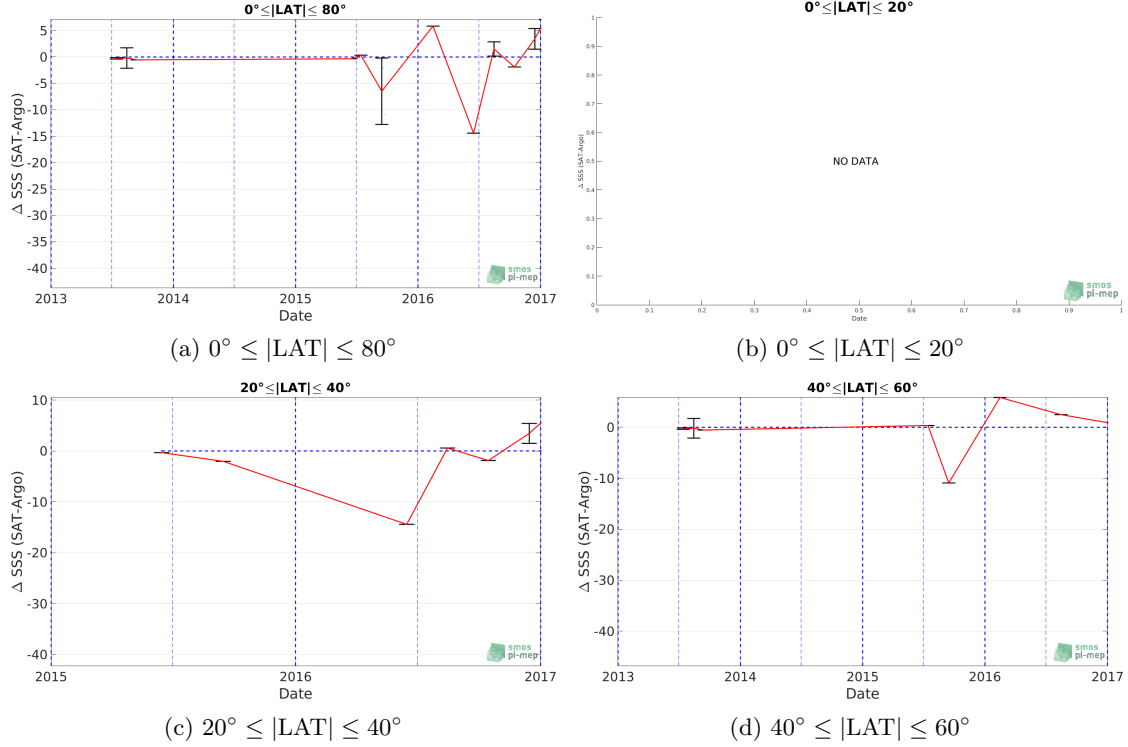 0°≤|LAT|≤ 80°
5
0
-5
-10
-15
-20
-25
-30
-35
-40
Δ SSS (SAT-Argo)
2013
2014
2015
2016
2017
Date
smos
pi-mep
(a) 0° ≤ |LAT| ≤ 80°
0°≤|LAT|≤ 20°
1
0.9
0.8
0.7
0.6
0.5
0.4
0.3
0.2
0.1
0
Δ SSS (SAT-Argo)
NO DATA
0
0.1
0.2
0.3
0.4
0.5
0.6
0.7
0.8
0.9
1
Date
smos
pi-mep
(b) 0° ≤ |LAT| ≤ 20°
20°≤|LAT|≤ 40°
10
0
-10
-20
-30
-40
Δ SSS (SAT-Argo)
2015
2016
2017
Date
smos
pi-mep
(c) 20° ≤ |LAT| ≤ 40°
40°≤|LAT|≤ 60°
0
-10
-20
-30
-40
Δ SSS (SAT-Argo)
2013
2014
2015
2016
2017
Date
smos
pi-mep
(d) 40° ≤ |LAT| ≤ 60°